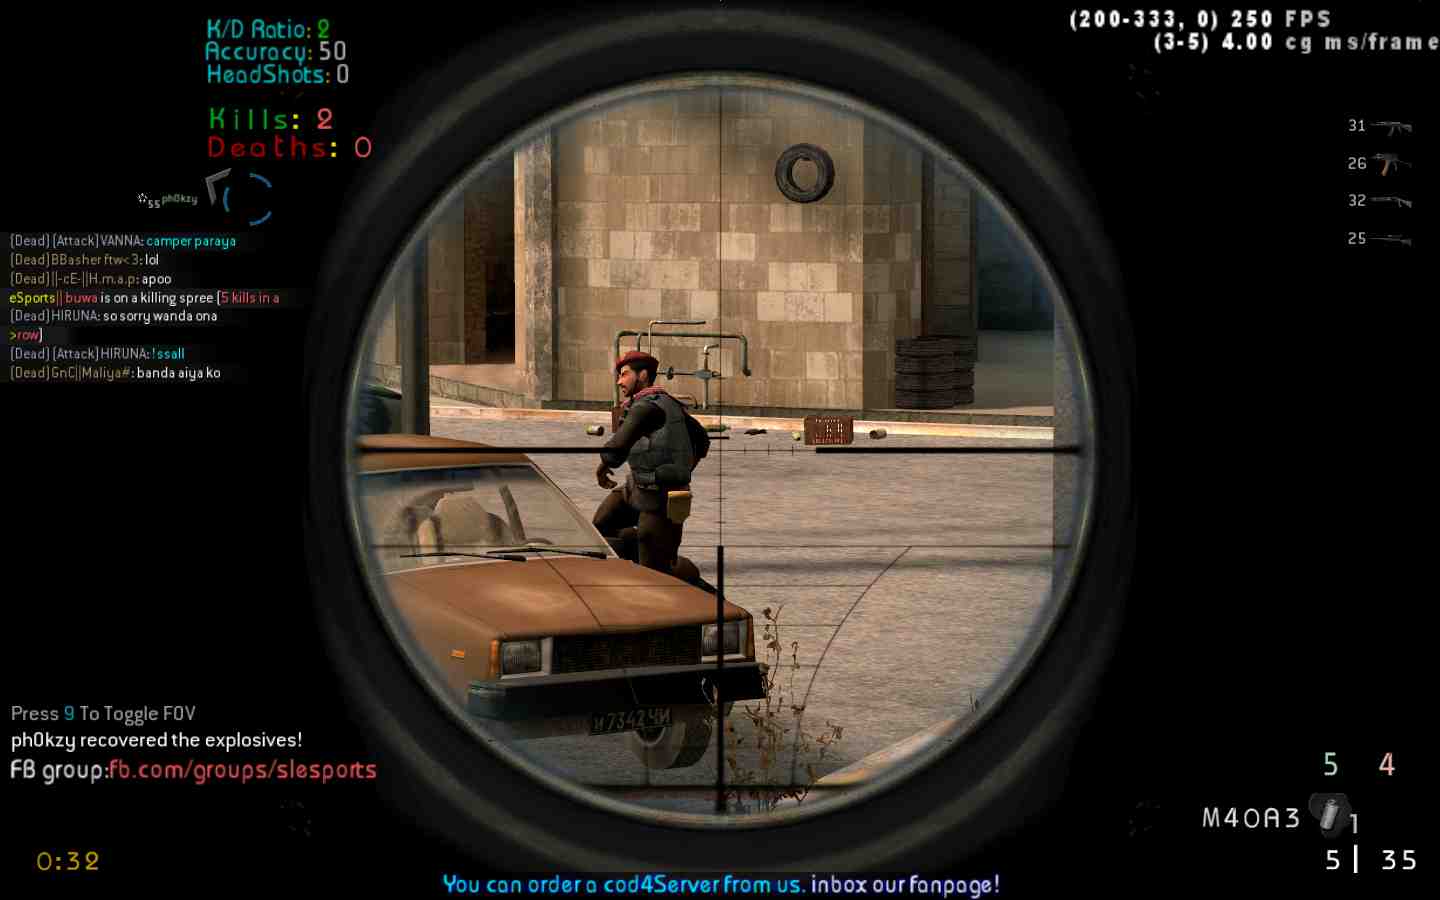 K/D Ratio: 2
Accuracy: 50
HeadShots: 0
Kills: 2
Deaths: 0
(200-333, 0) 250 FPS
(3-5) 4.00 cg ms/frame
31
26
32
25
55 ph0kzy
[Dead][Attack]VANNA: camper paraya
[Dead]BBasher ftw<3: lol
[Dead]||-cE-||H.m.a.p: apoo
eSports|| buwa is on a killing spree [5 kills in a
[Dead]HIRUNA: so sorry wanda ona
>row]
[Dead][Attack]HIRUNA: !ssall
[Dead]GnC||Maliya#: banda aiya ko
и7342ЧИ
Press 9 To Toggle FOV
ph0kzy recovered the explosives!
FB group:fb.com/groups/slesports
5 4
M40A3 1
0:32
5| 35
You can order a cod4Server from us. inbox our fanpage!